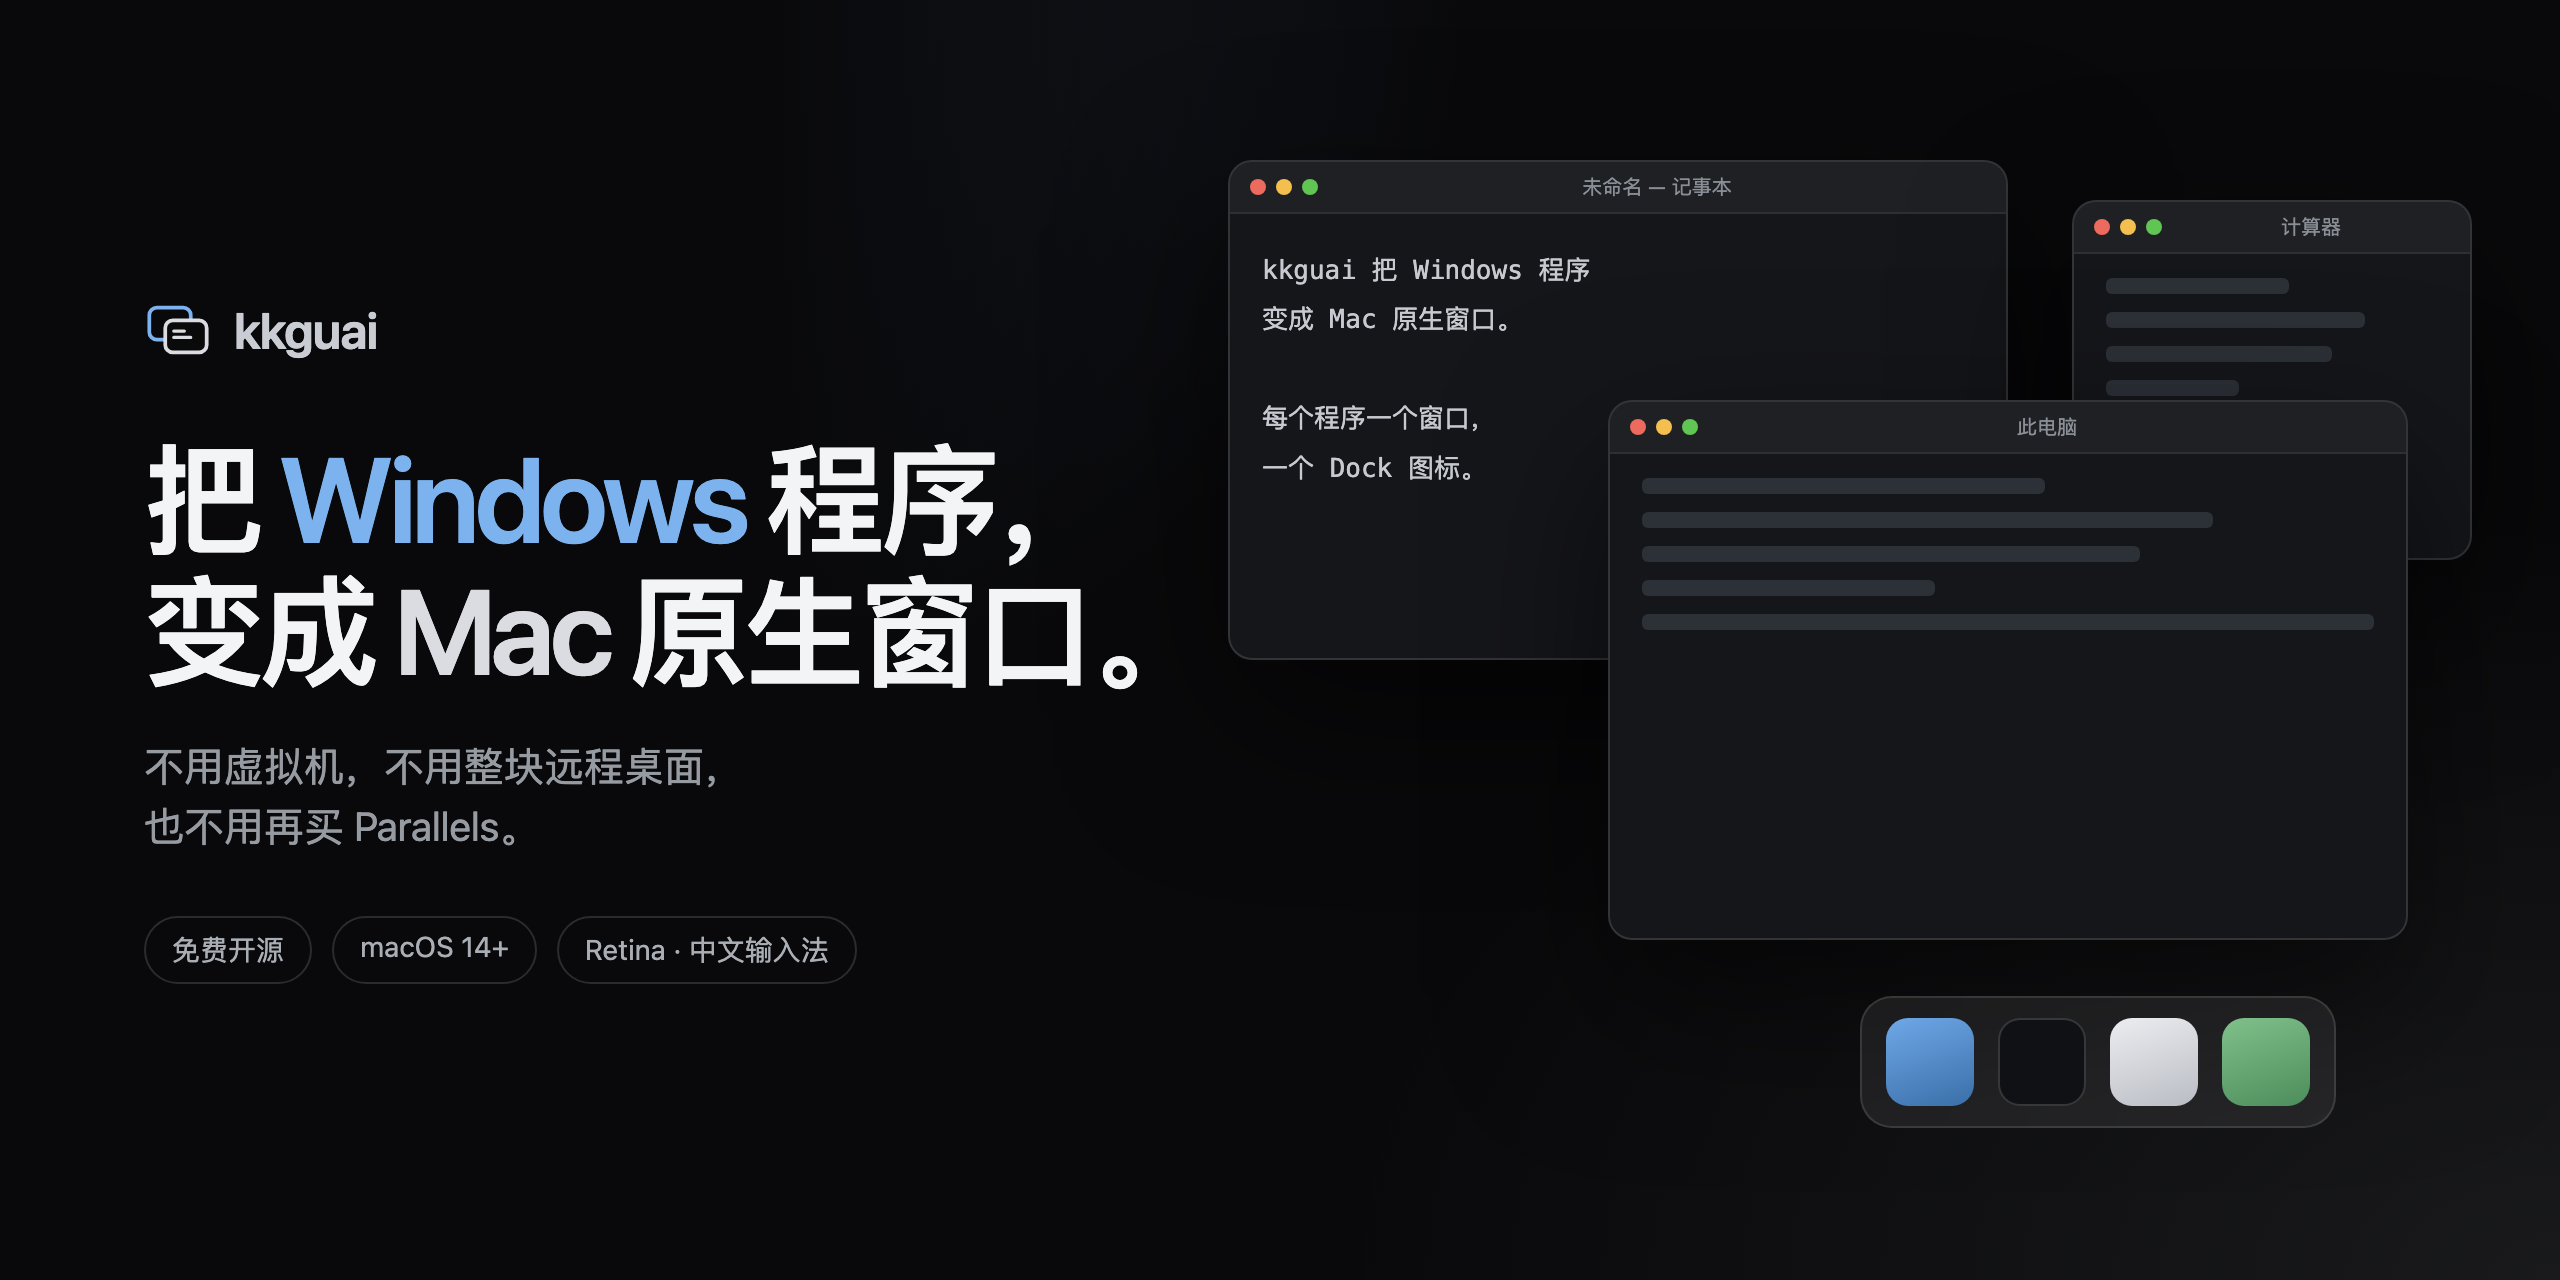 kkguai
把 Windows 程序，
变成 Mac 原生窗口。
不用虚拟机，不用整块远程桌面，
也不用再买 Parallels。
免费开源
macOS 14+
Retina · 中文输入法
未命名 — 记事本
kkguai 把 Windows 程序
变成 Mac 原生窗口。
每个程序一个窗口，
一个 Dock 图标。
计算器
此电脑